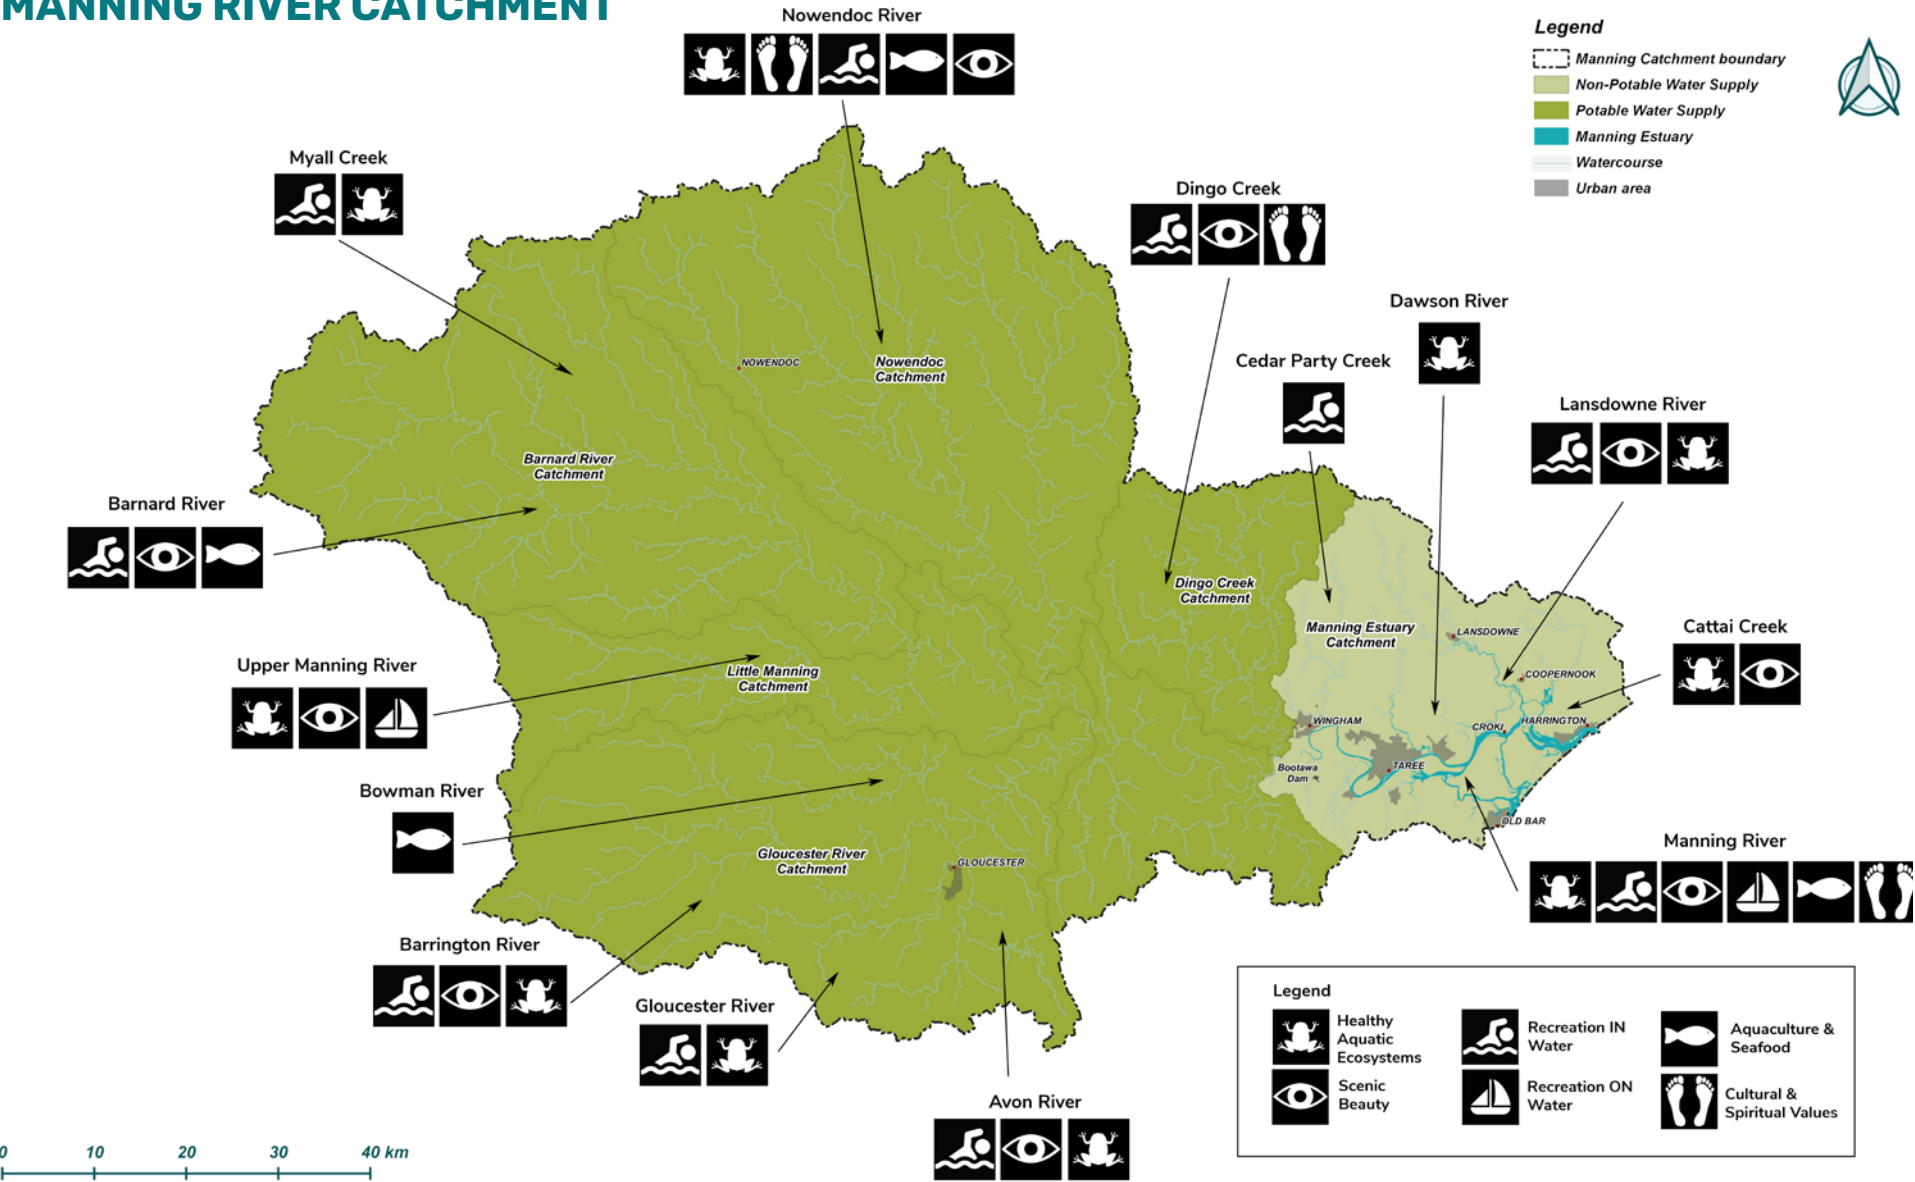 MANNING RIVER CATCHMENT
Nowendoc River
Legend
Manning Catchment boundary
Non-Potable Water Supply
Potable Water Supply
Manning Estuary
Watercourse
Urban area
Myall Creek
Dingo Creek
Dawson River
Cedar Party Creek
Lansdowne River
NOWENDOC
Nowendoc
Catchment
Barnard River
Catchment
Barnard River
Dingo Creek
Catchment
Manning Estuary
Catchment
LANSDOWNE
Cattai Creek
COOPERNOOK
Upper Manning River
Little Manning
Catchment
WINGHAM
CROKI
HARRINGTON
Bootawa
Dam
TAREE
Bowman River
OLD BAR
Manning River
Gloucester River
Catchment
GLOUCESTER
Barrington River
Gloucester River
Avon River
Legend
Healthy
Aquatic
Ecosystems
Recreation IN
Water
Aquaculture &
Seafood
Scenic
Beauty
Recreation ON
Water
Cultural &
Spiritual Values
0 10 20 30 40 km